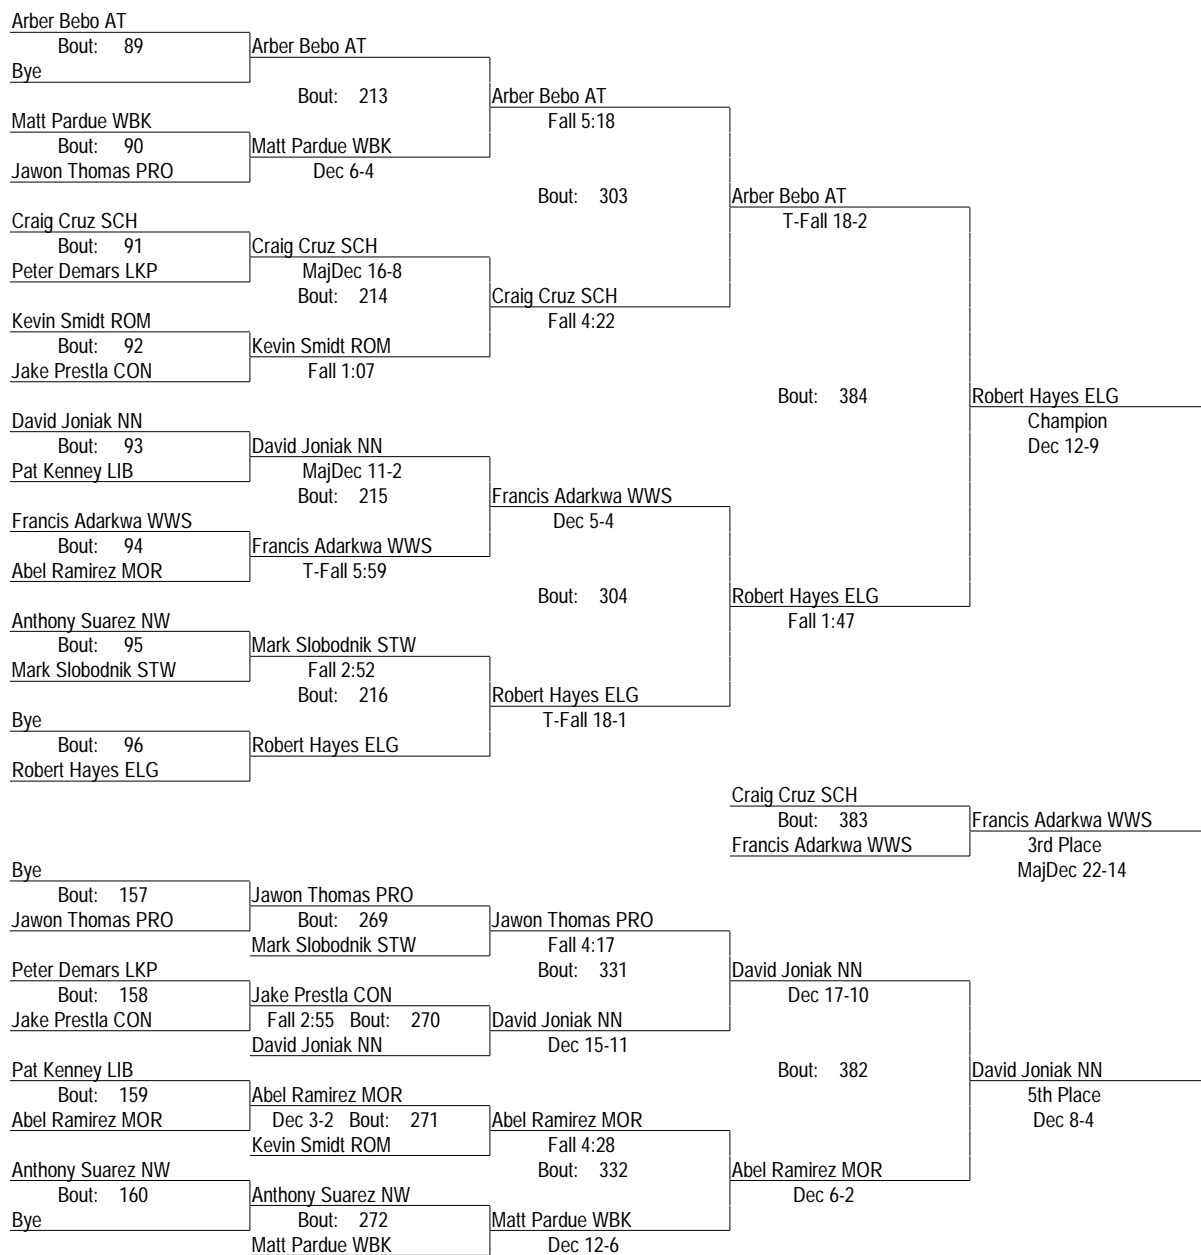 Arber Bebo AT
Bout: 89 Arber Bebo AT
Bye
Bout: 213 Arber Bebo AT
Matt Pardue WBK Fall 5:18
Bout: 90 Matt Pardue WBK
Jawon Thomas PRO Dec 6-4
Bout: 303 Arber Bebo AT
Craig Cruz SCH T-Fall 18-2
Bout: 91 Craig Cruz SCH
Peter Demars LKP MajDec 16-8
Bout: 214 Craig Cruz SCH
Kevin Smidt ROM Fall 4:22
Bout: 92 Kevin Smidt ROM
Jake Prestla CON Fall 1:07
Bout: 384 Robert Hayes ELG
David Joniak NN Champion
Bout: 93 David Joniak NN Dec 12-9
Pat Kenney LIB MajDec 11-2
Bout: 215 Francis Adarkwa WWS
Francis Adarkwa WWS Dec 5-4
Bout: 94 Francis Adarkwa WWS
Abel Ramirez MOR T-Fall 5:59
Bout: 304 Robert Hayes ELG
Anthony Suarez NW Fall 1:47
Bout: 95 Mark Slobodnik STW
Mark Slobodnik STW Fall 2:52
Bout: 216 Robert Hayes ELG
Bye T-Fall 18-1
Bout: 96 Robert Hayes ELG
Robert Hayes ELG
Craig Cruz SCH
Bout: 383 Francis Adarkwa WWS
Francis Adarkwa WWS 3rd Place
Bye MajDec 22-14
Bout: 157 Jawon Thomas PRO
Jawon Thomas PRO Bout: 269 Jawon Thomas PRO
Mark Slobodnik STW Fall 4:17
Peter Demars LKP Bout: 331 David Joniak NN
Bout: 158 Jake Prestla CON Dec 17-10
Jake Prestla CON Fall 2:55 Bout: 270 David Joniak NN
David Joniak NN Dec 15-11
Pat Kenney LIB Bout: 382 David Joniak NN
Bout: 159 Abel Ramirez MOR 5th Place
Abel Ramirez MOR Dec 3-2 Bout: 271 Abel Ramirez MOR Dec 8-4
Kevin Smidt ROM Fall 4:28
Anthony Suarez NW Bout: 332 Abel Ramirez MOR
Bout: 160 Anthony Suarez NW Dec 6-2
Bye Bout: 272 Matt Pardue WBK
Matt Pardue WBK Dec 12-6